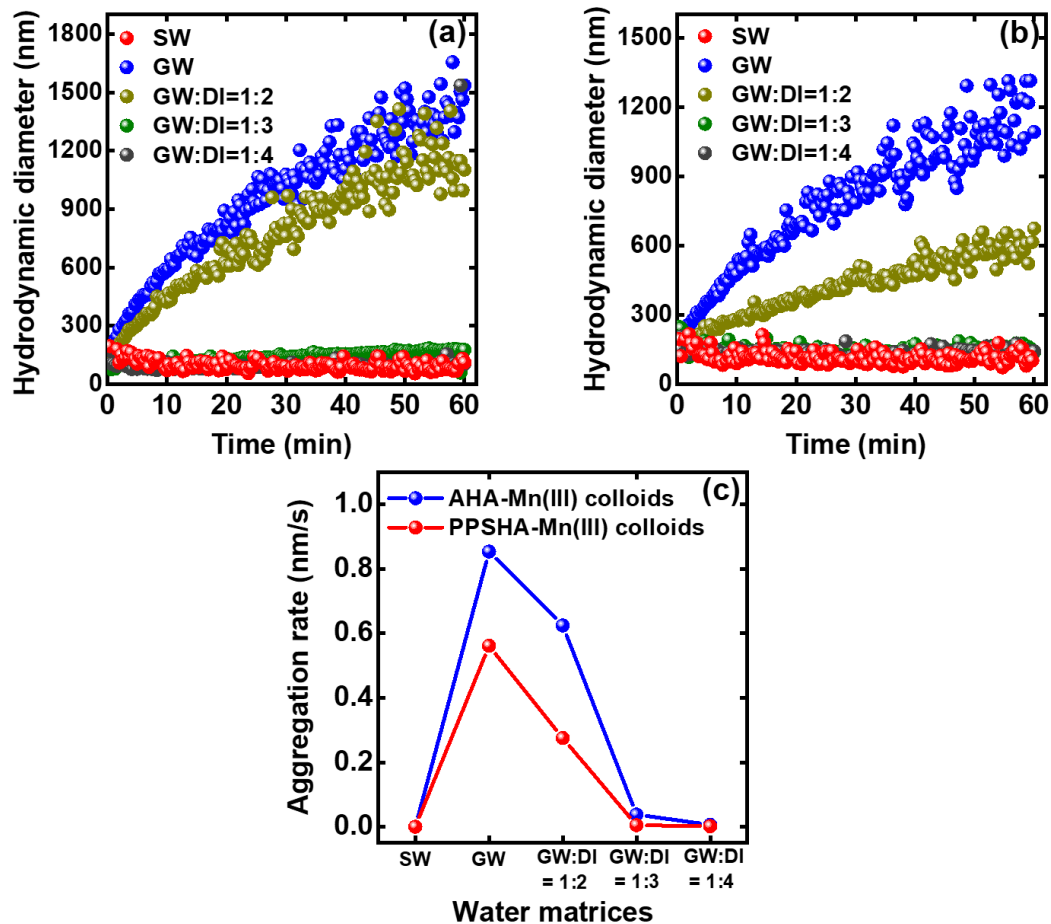 (a)
SW
GW
GW:DI=1:2
GW:DI=1:3
GW:DI=1:4
Hydrodynamic diameter (nm)
1800
1500
1200
900
600
300
0
0 10 20 30 40 50 60
Time (min)
(b)
SW
GW
GW:DI=1:2
GW:DI=1:3
GW:DI=1:4
Hydrodynamic diameter (nm)
1500
1200
900
600
300
0
0 10 20 30 40 50 60
Time (min)
(c)
AHA-Mn(III) colloids
PPSHA-Mn(III) colloids
Aggregation rate (nm/s)
1.0
0.8
0.6
0.4
0.2
0.0
SW GW GW:DI GW:DI GW:DI
= 1:2 = 1:3 = 1:4
Water matrices